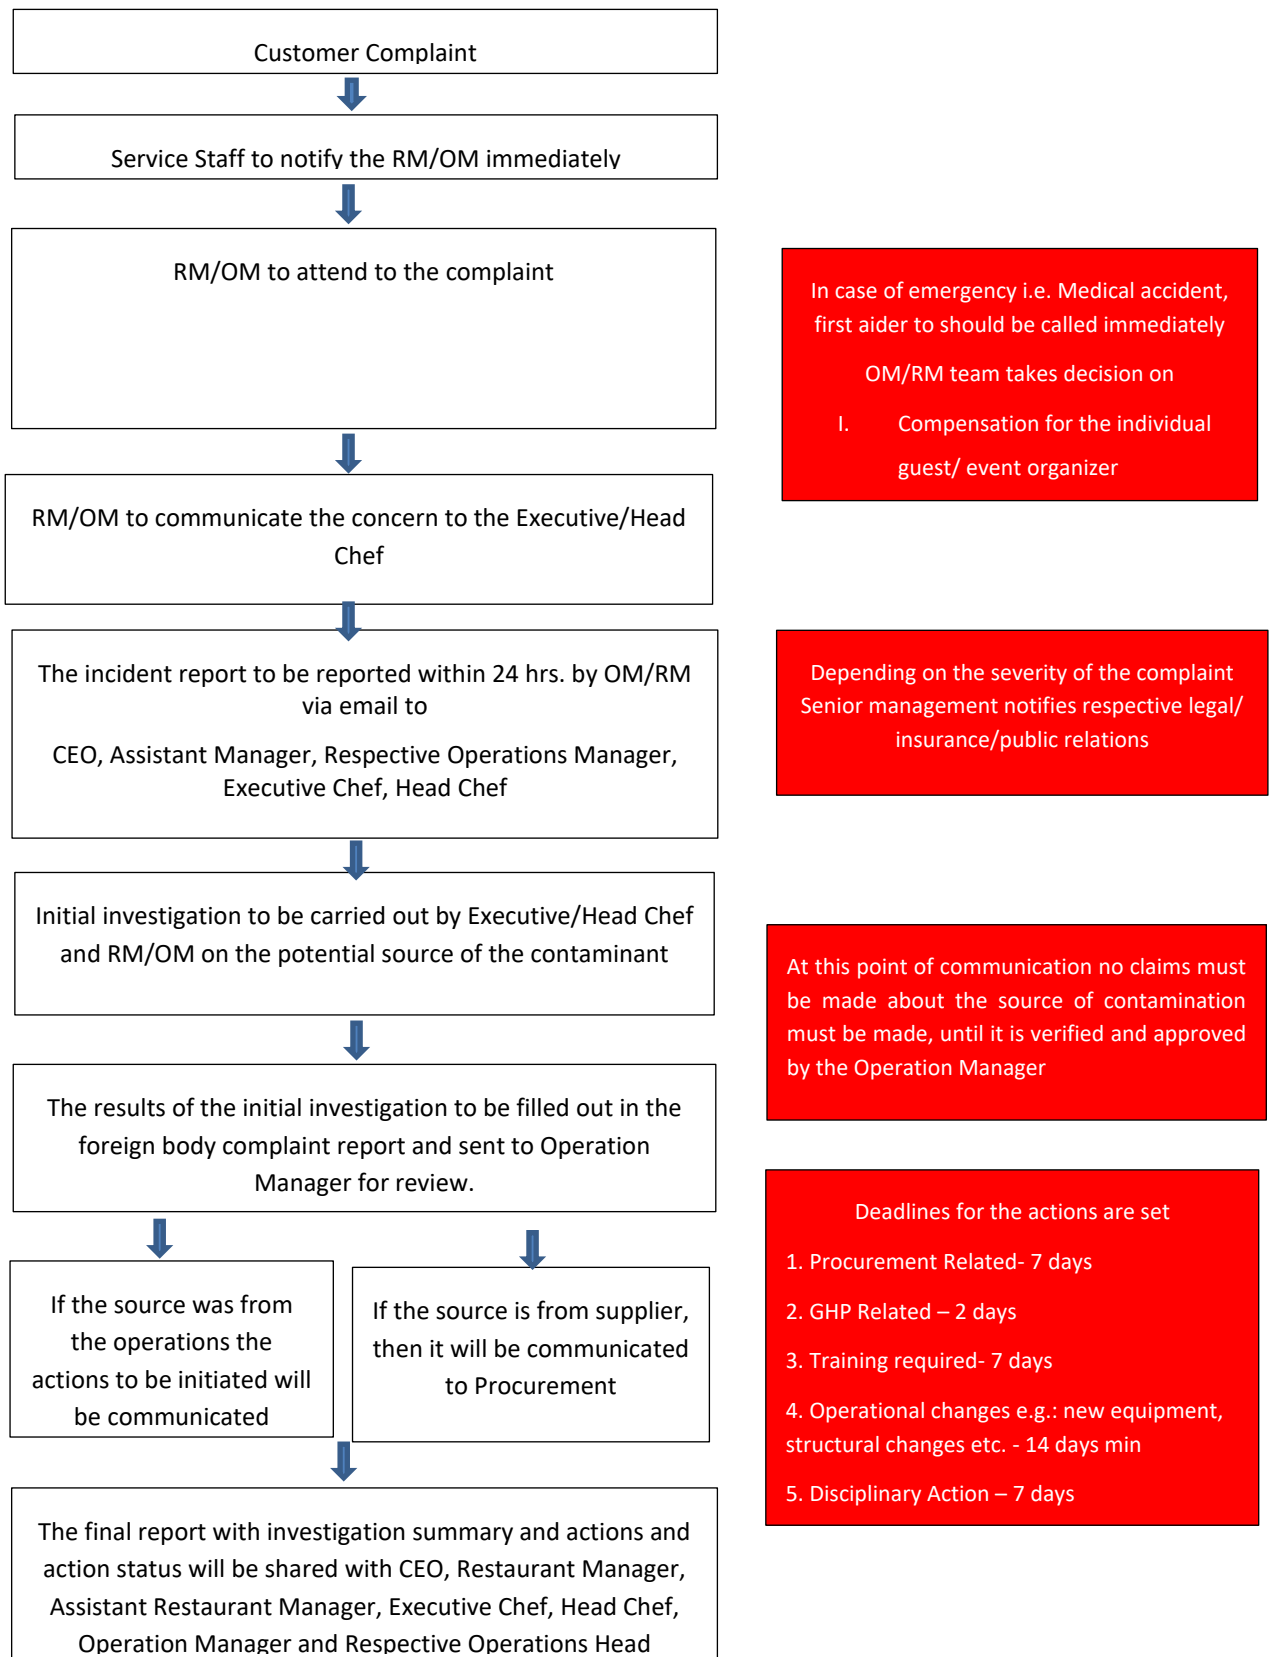 Customer Complaint
Service Staff to notify the RM/OM immediately
RM/OM to attend to the complaint
In case of emergency i.e. Medical accident,
first aider to should be called immediately
OM/RM team takes decision on
I. Compensation for the individual
guest/ event organizer
RM/OM to communicate the concern to the Executive/Head
Chef
The incident report to be reported within 24 hrs. by OM/RM
via email to
CEO, Assistant Manager, Respective Operations Manager,
Executive Chef, Head Chef
Depending on the severity of the complaint
Senior management notifies respective legal/
insurance/public relations
Initial investigation to be carried out by Executive/Head Chef
and RM/OM on the potential source of the contaminant
At this point of communication no claims must
be made about the source of contamination
must be made, until it is verified and approved
by the Operation Manager
The results of the initial investigation to be filled out in the
foreign body complaint report and sent to Operation
Manager for review.
If the source was from
the operations the
actions to be initiated will
be communicated
If the source is from supplier,
then it will be communicated
to Procurement
Deadlines for the actions are set
1. Procurement Related- 7 days
2. GHP Related – 2 days
3. Training required- 7 days
4. Operational changes e.g.: new equipment,
structural changes etc. - 14 days min
5. Disciplinary Action – 7 days
The final report with investigation summary and actions and
action status will be shared with CEO, Restaurant Manager,
Assistant Restaurant Manager, Executive Chef, Head Chef,
Operation Manager and Respective Operations Head